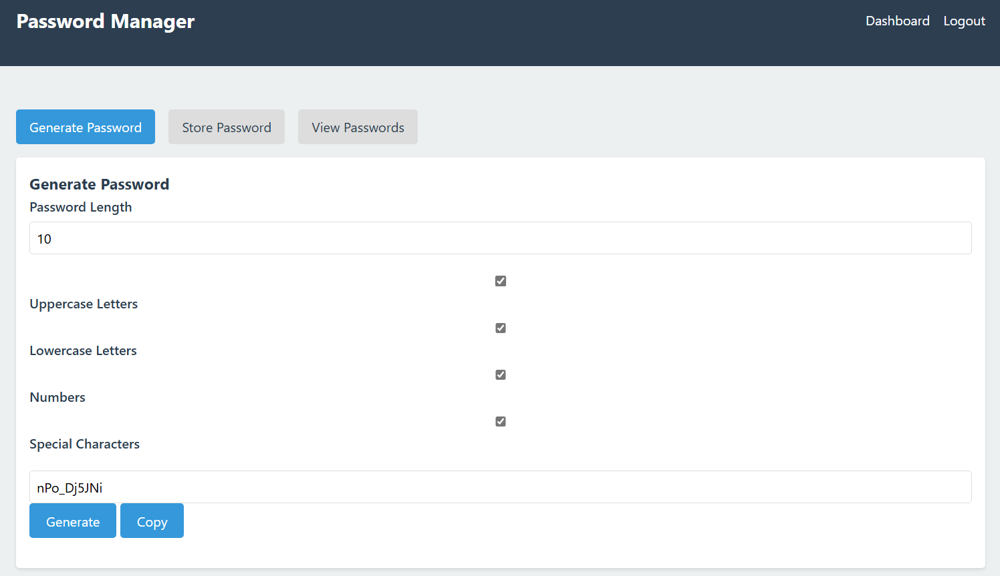 Password Manager
Dashboard Logout
Generate Password Store Password View Passwords
Generate Password
Password Length
10
Uppercase Letters
Lowercase Letters
Numbers
Special Characters
nPo_Dj5JNi
Generate Copy